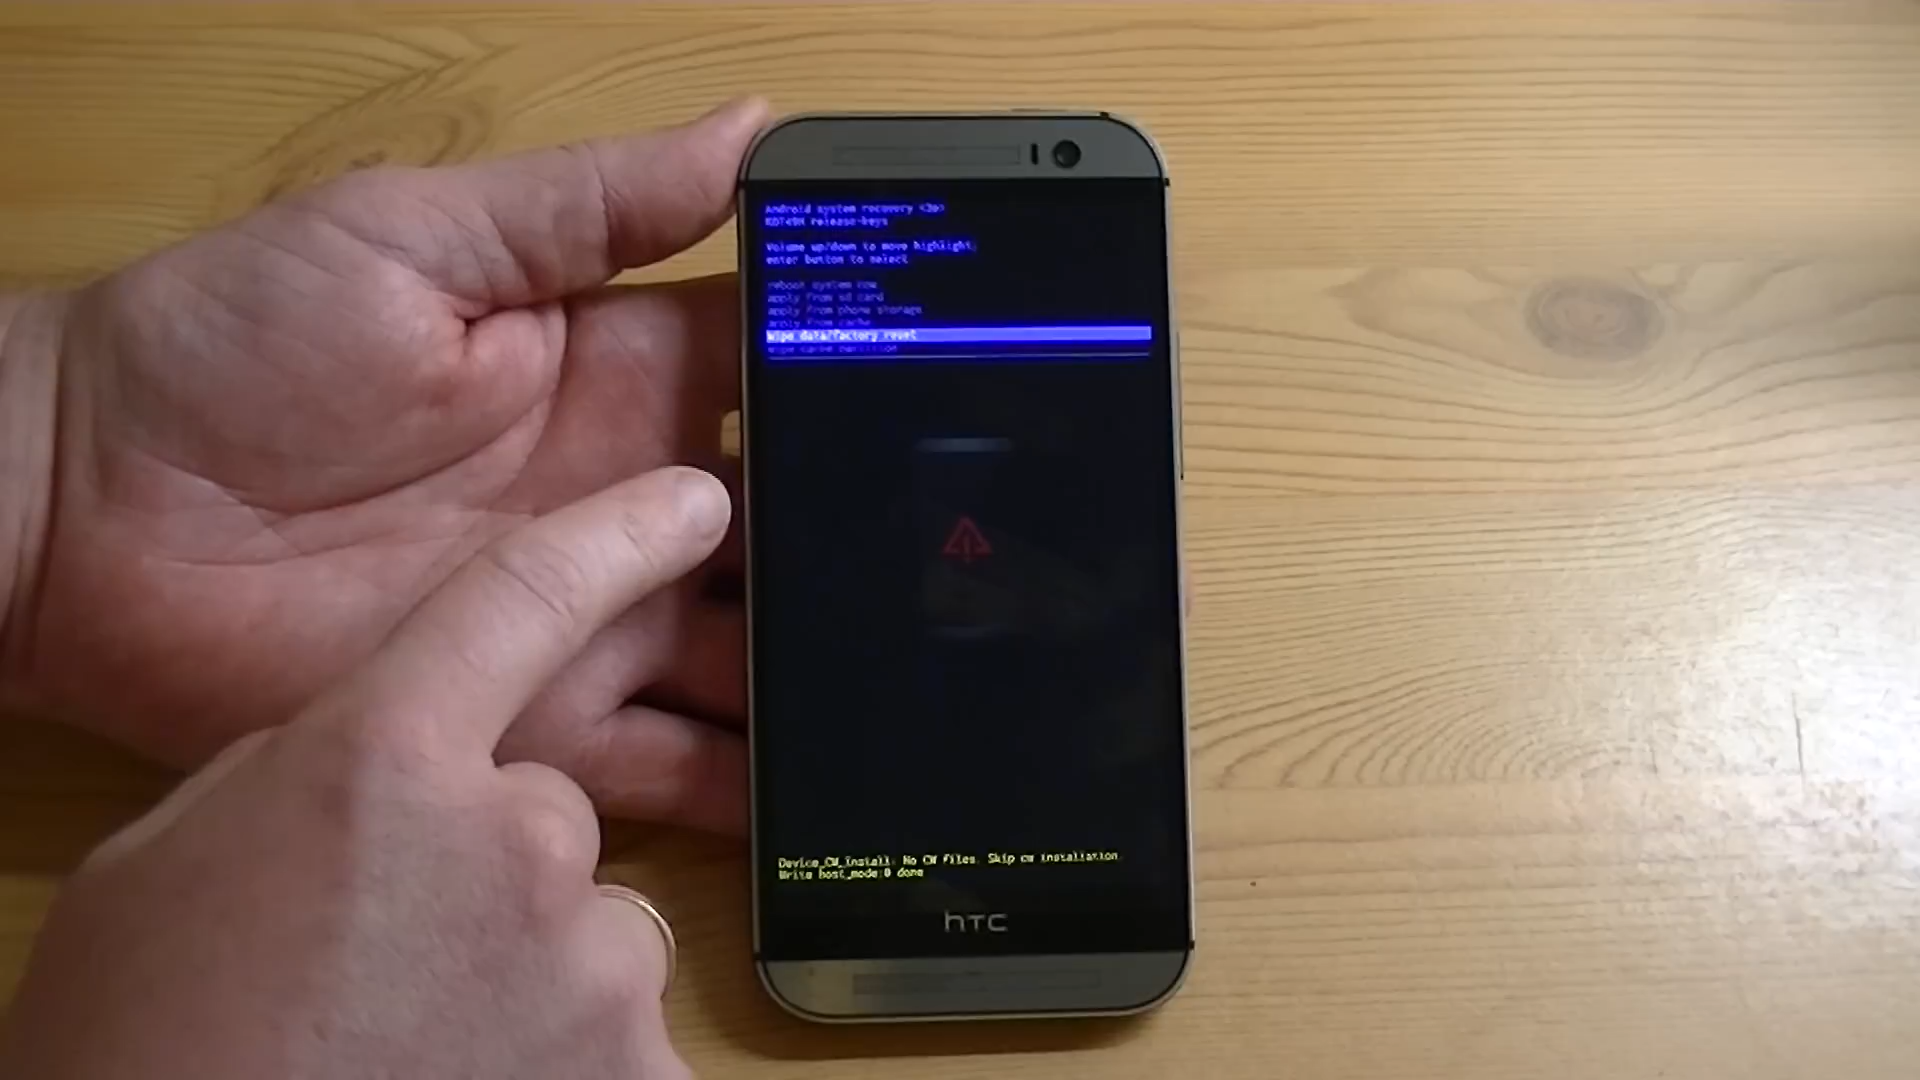 Android system recovery <3e>
KOT49H release-keys
Volume up/down to move highlight;
enter button to select
reboot system now
apply from sd card
apply from phone storage
apply from cache
wipe data/factory reset
wipe cache partition
Device_CW_install: No CW files. Skip cw installation.
Write host_mode:0 done
hTC